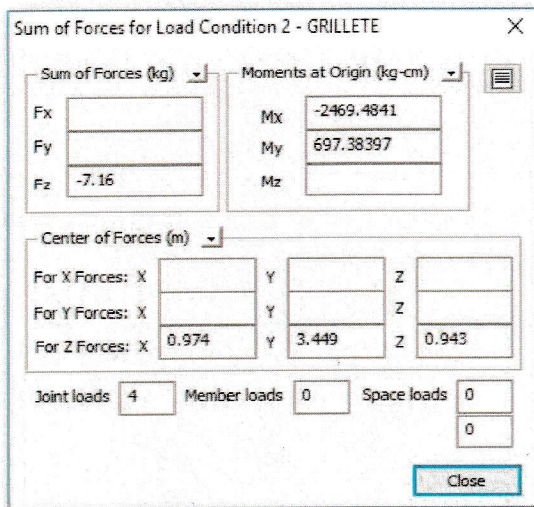 Sum of Forces for Load Condition 2 - GRILLETE
Sum of Forces (kg)
Fx
Fy
Fz -7.16
Moments at Origin (kg-cm)
Mx -2469.4841
My 697.38397
Mz
Center of Forces (m)
For X Forces: X Y Z
For Y Forces: X Y Z
For Z Forces: X 0.974 Y 3.449 Z 0.943
Joint loads 4 Member loads 0 Space loads 0
0
Close